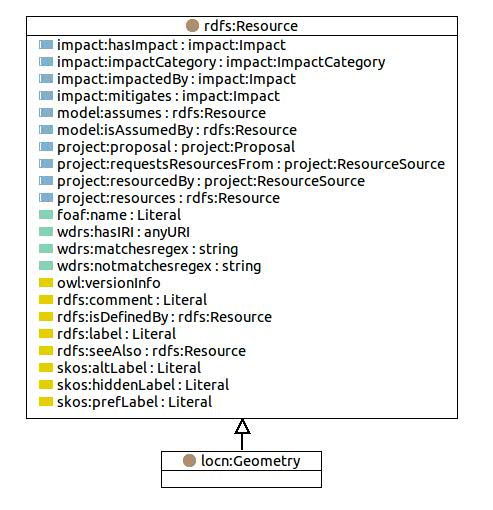 rdfs:Resource
impact:hasImpact : impact:Impact
impact:impactCategory : impact:ImpactCategory
impact:impactedBy : impact:Impact
impact:mitigates : impact:Impact
model:assumes : rdfs:Resource
model:isAssumedBy : rdfs:Resource
project:proposal : project:Proposal
project:requestsResourcesFrom : project:ResourceSource
project:resourcedBy : project:ResourceSource
project:resources : rdfs:Resource
foaf:name : Literal
wdrs:hasIRI : anyURI
wdrs:matchesregex : string
wdrs:notmatchesregex : string
owl:versionInfo
rdfs:comment : Literal
rdfs:isDefinedBy : rdfs:Resource
rdfs:label : Literal
rdfs:seeAlso : rdfs:Resource
skos:altLabel : Literal
skos:hiddenLabel : Literal
skos:prefLabel : Literal
locn:Geometry